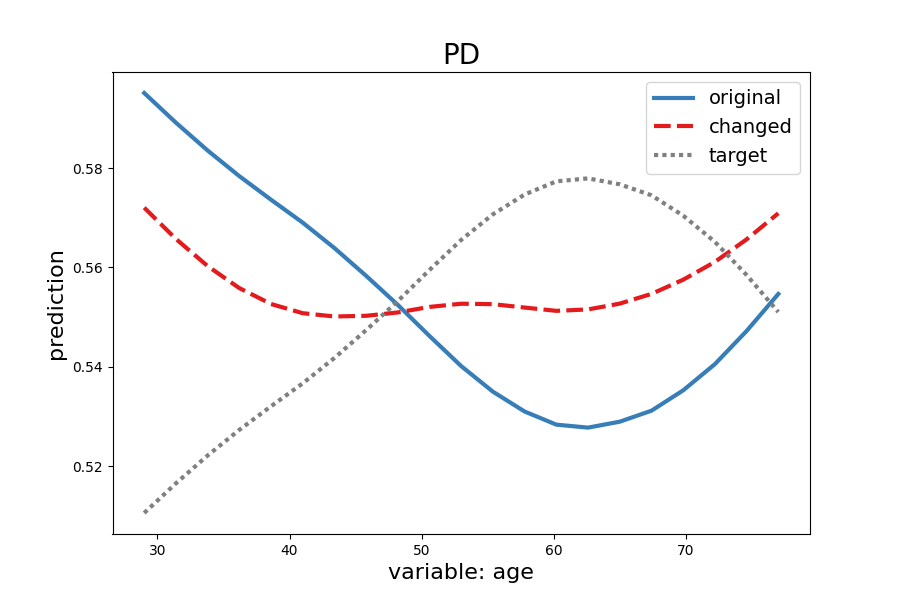 PD
original
changed
target
prediction
0.58
0.56
0.54
0.52
30 40 50 60 70
variable: age